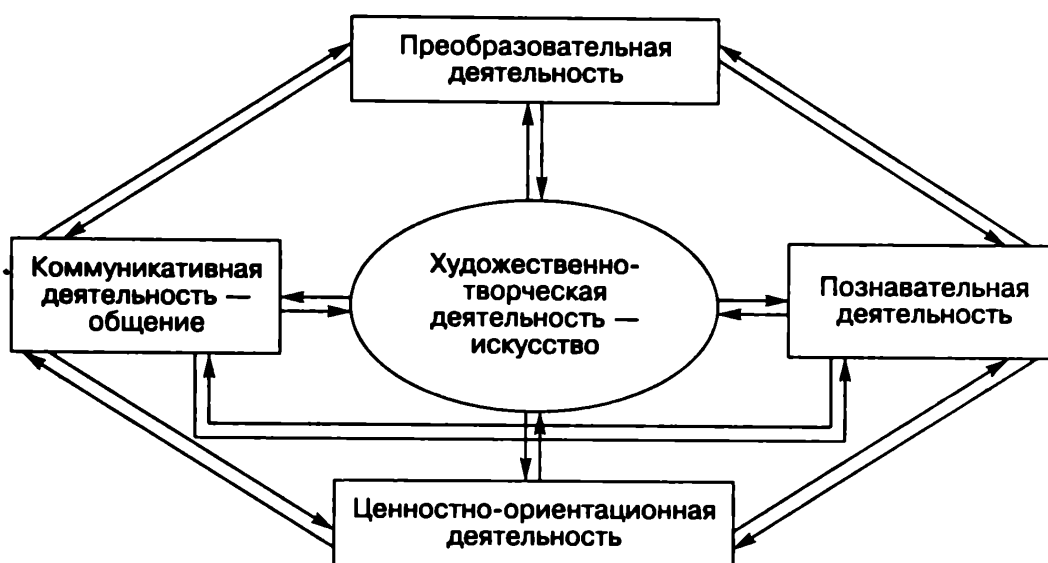 Преобразовательная
деятельность
Коммуникативная
деятельность —
общение
Художественно-
творческая
деятельность —
искусство
Познавательная
деятельность
Ценностно-ориентационная
деятельность